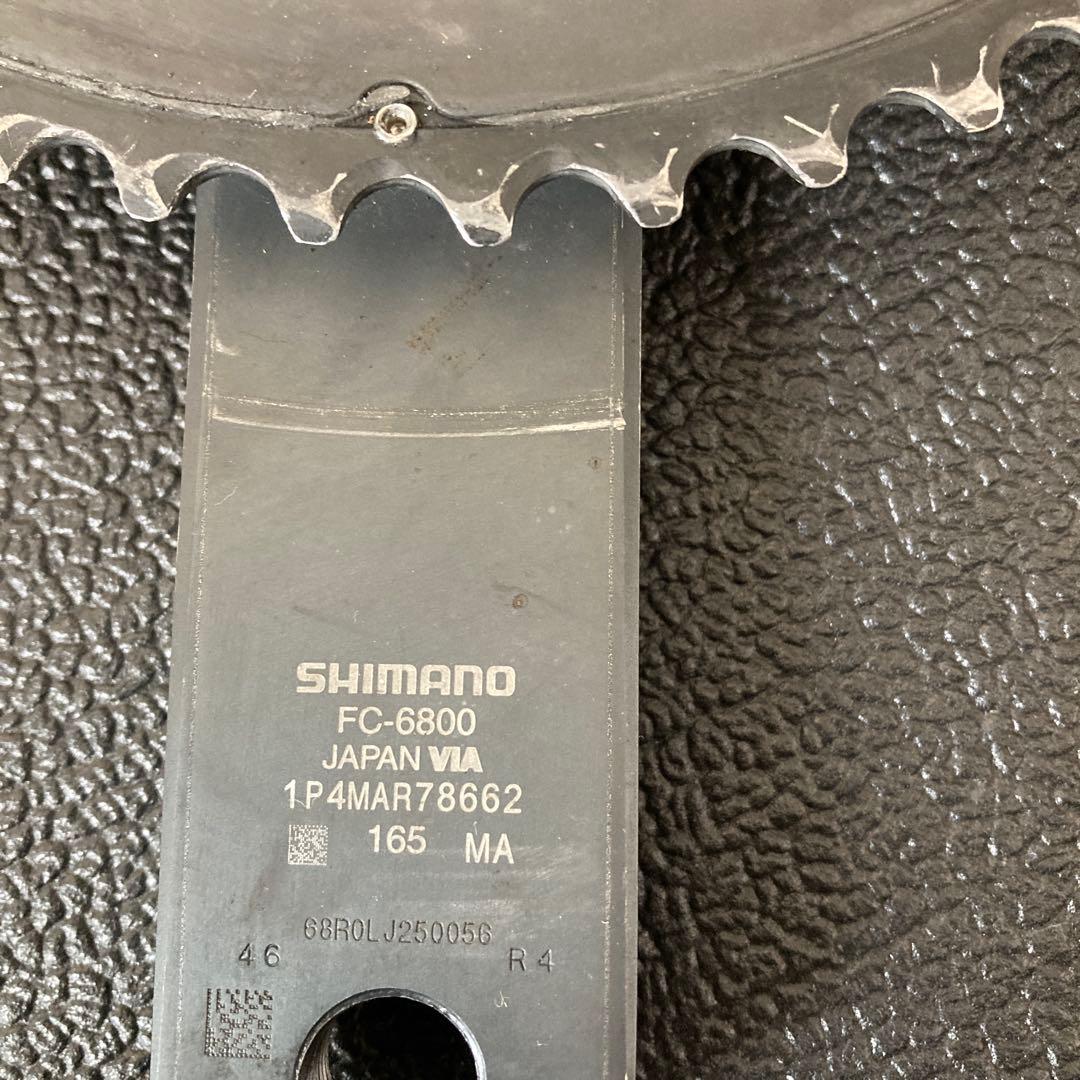 SHIMANO
FC-6800
JAPAN VIA
1P4MAR78662
165 MA
68R0LJ250056
46 R4